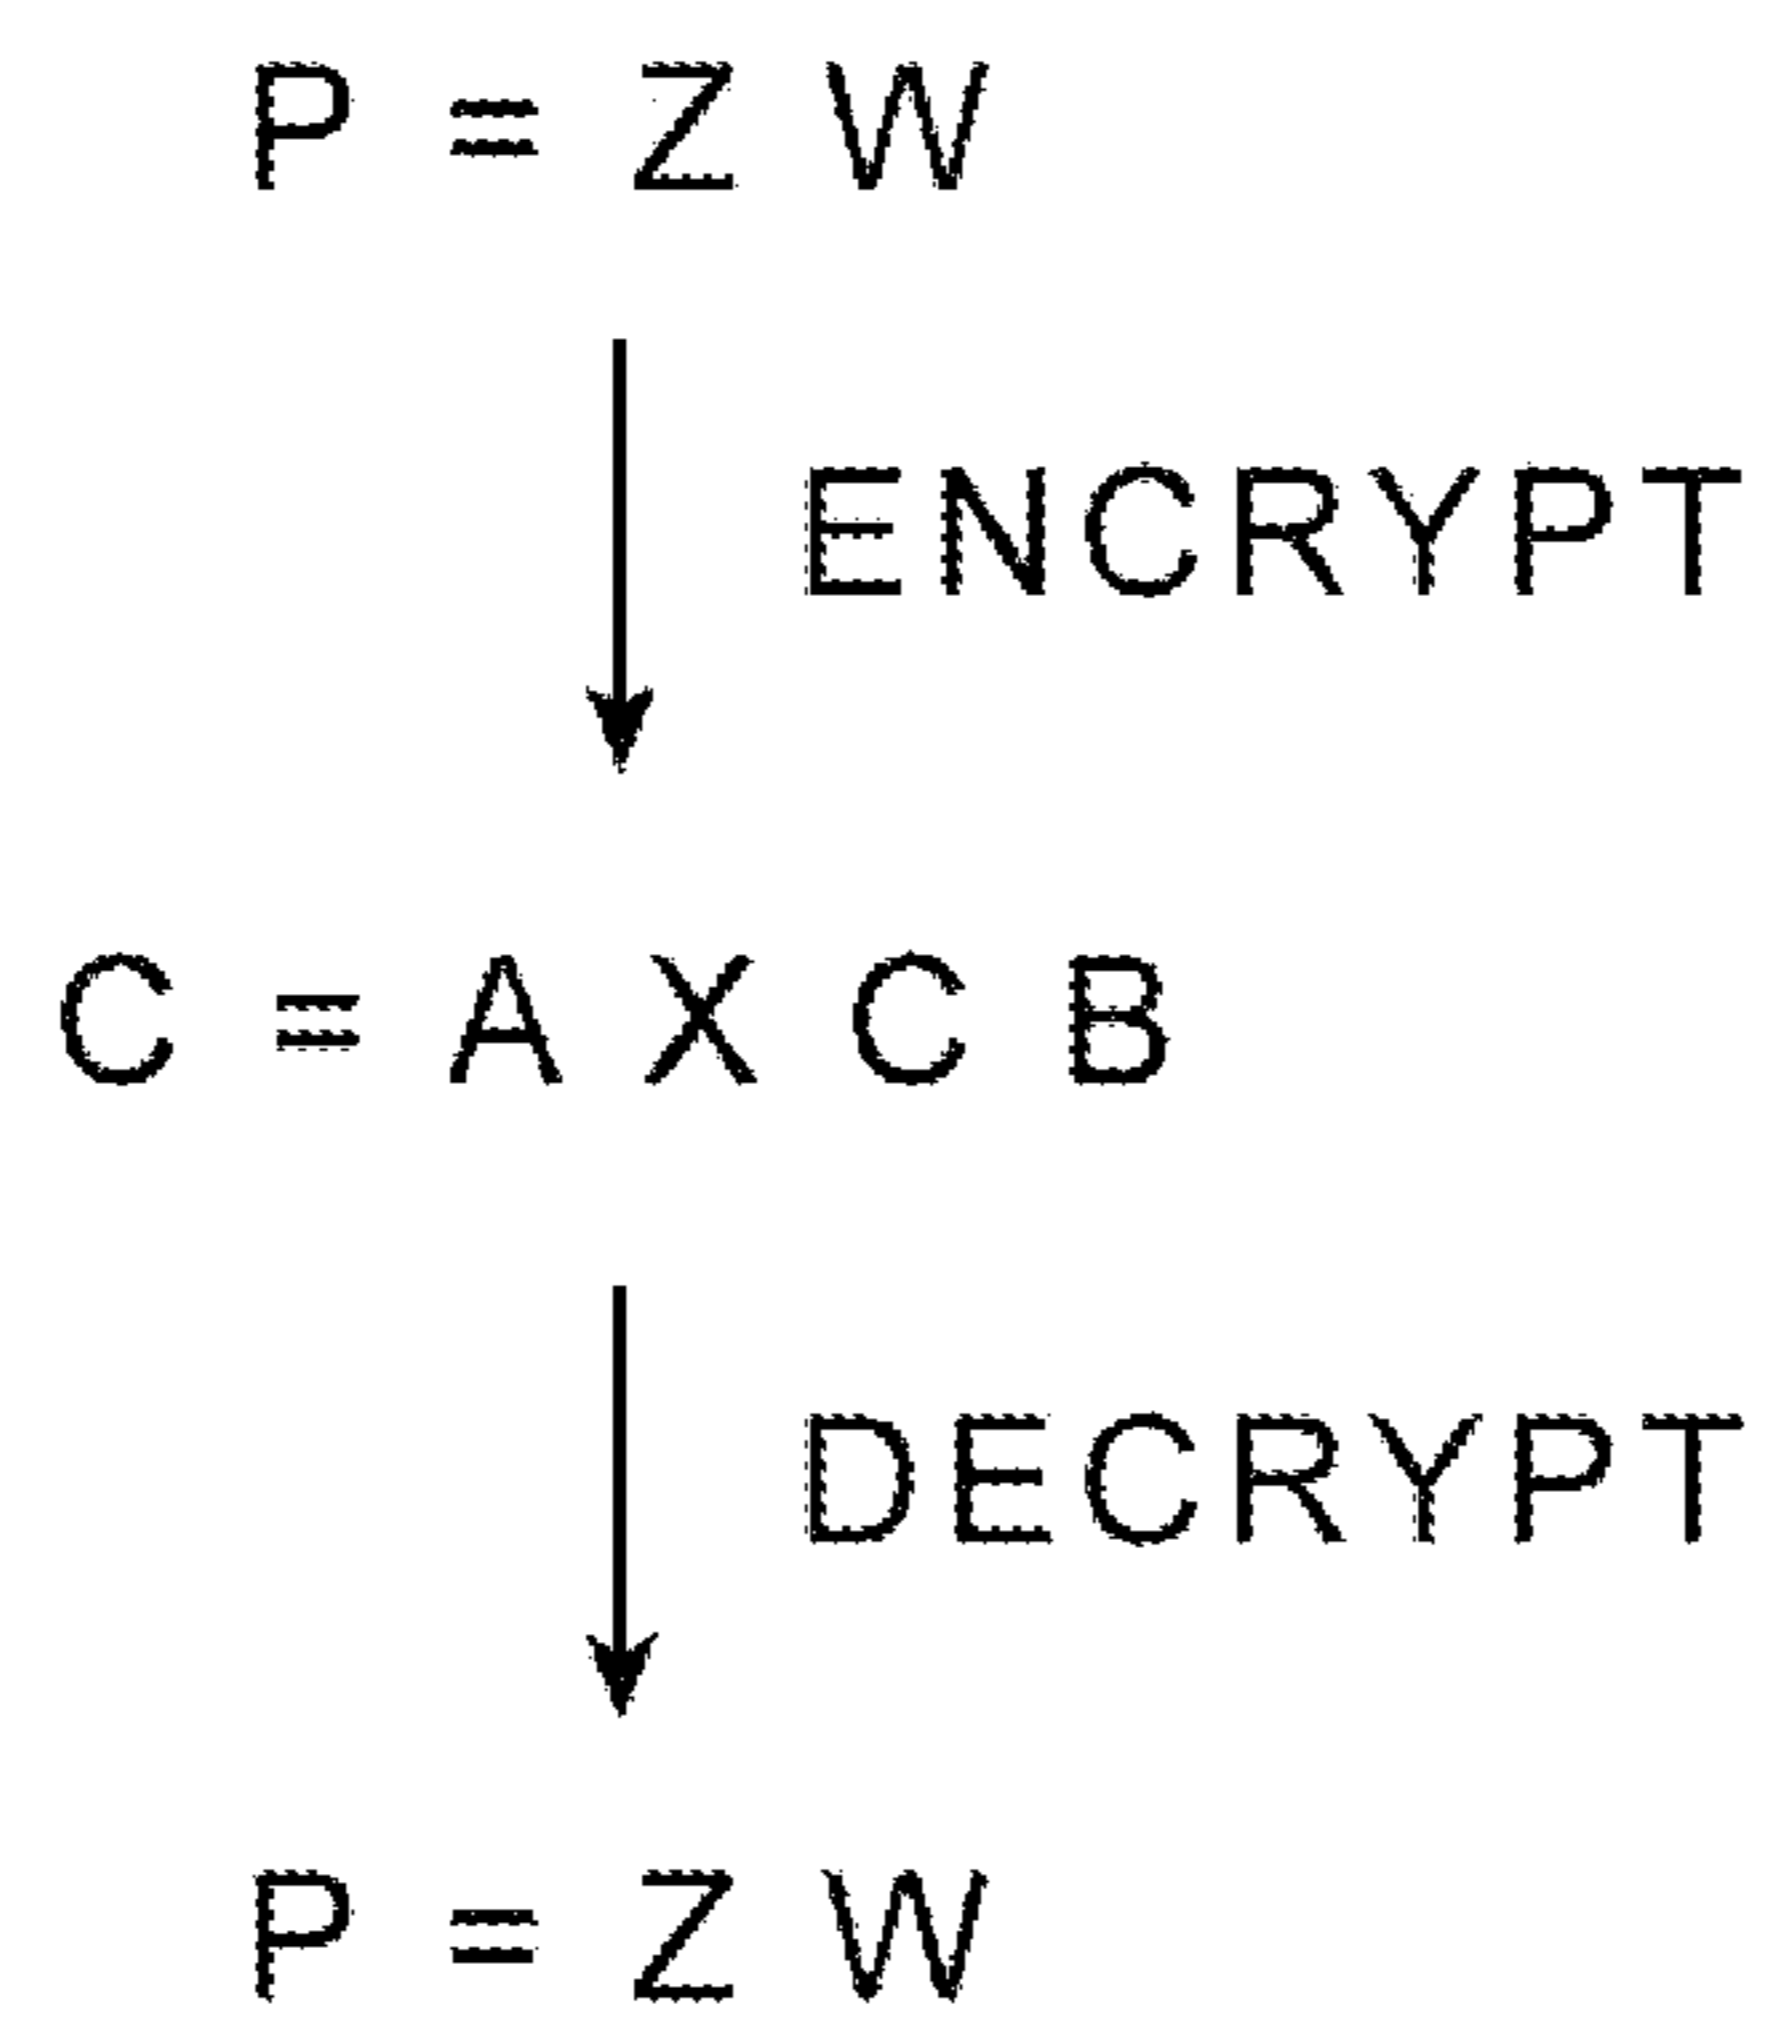 P = Z W
ENCRYPT
C = A X C B
DECRYPT
P = Z W